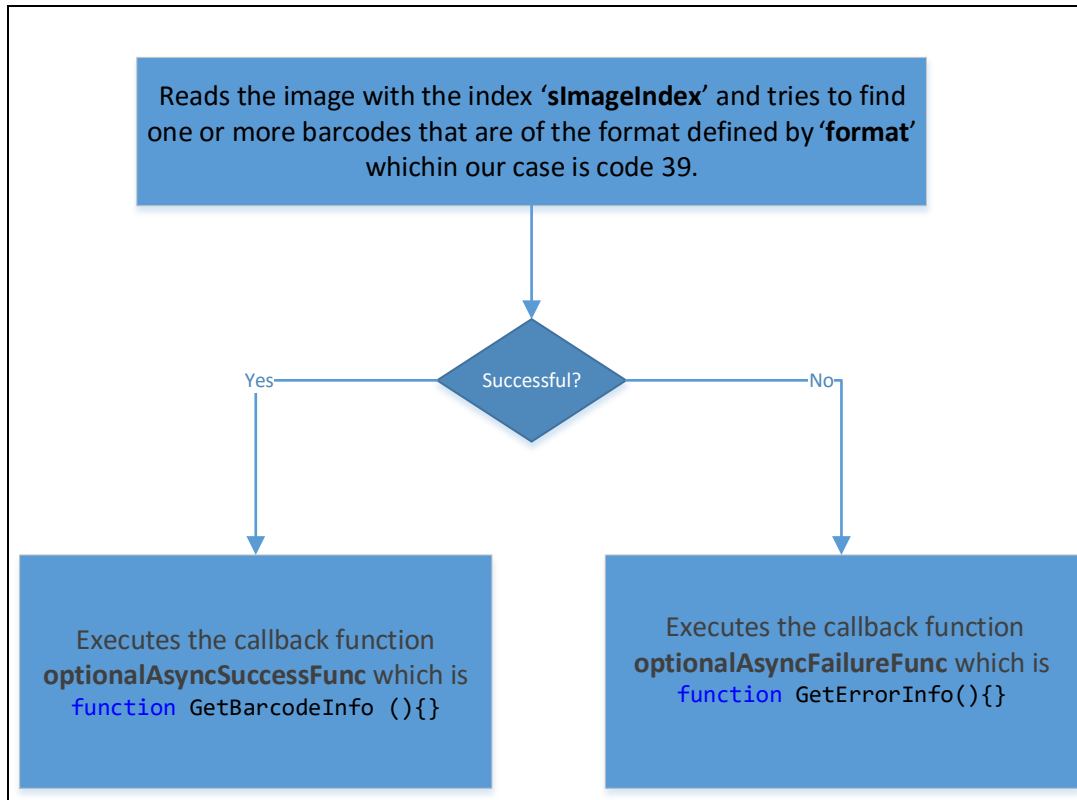 Reads the image with the index ‘sImageIndex’ and tries to find
one or more barcodes that are of the format defined by ‘format’
whichin our case is code 39.
Successful?
Yes
No
Executes the callback function
optionalAsyncSuccessFunc which is
function GetBarcodeInfo (){}
Executes the callback function
optionalAsyncFailureFunc which is
function GetErrorInfo(){}